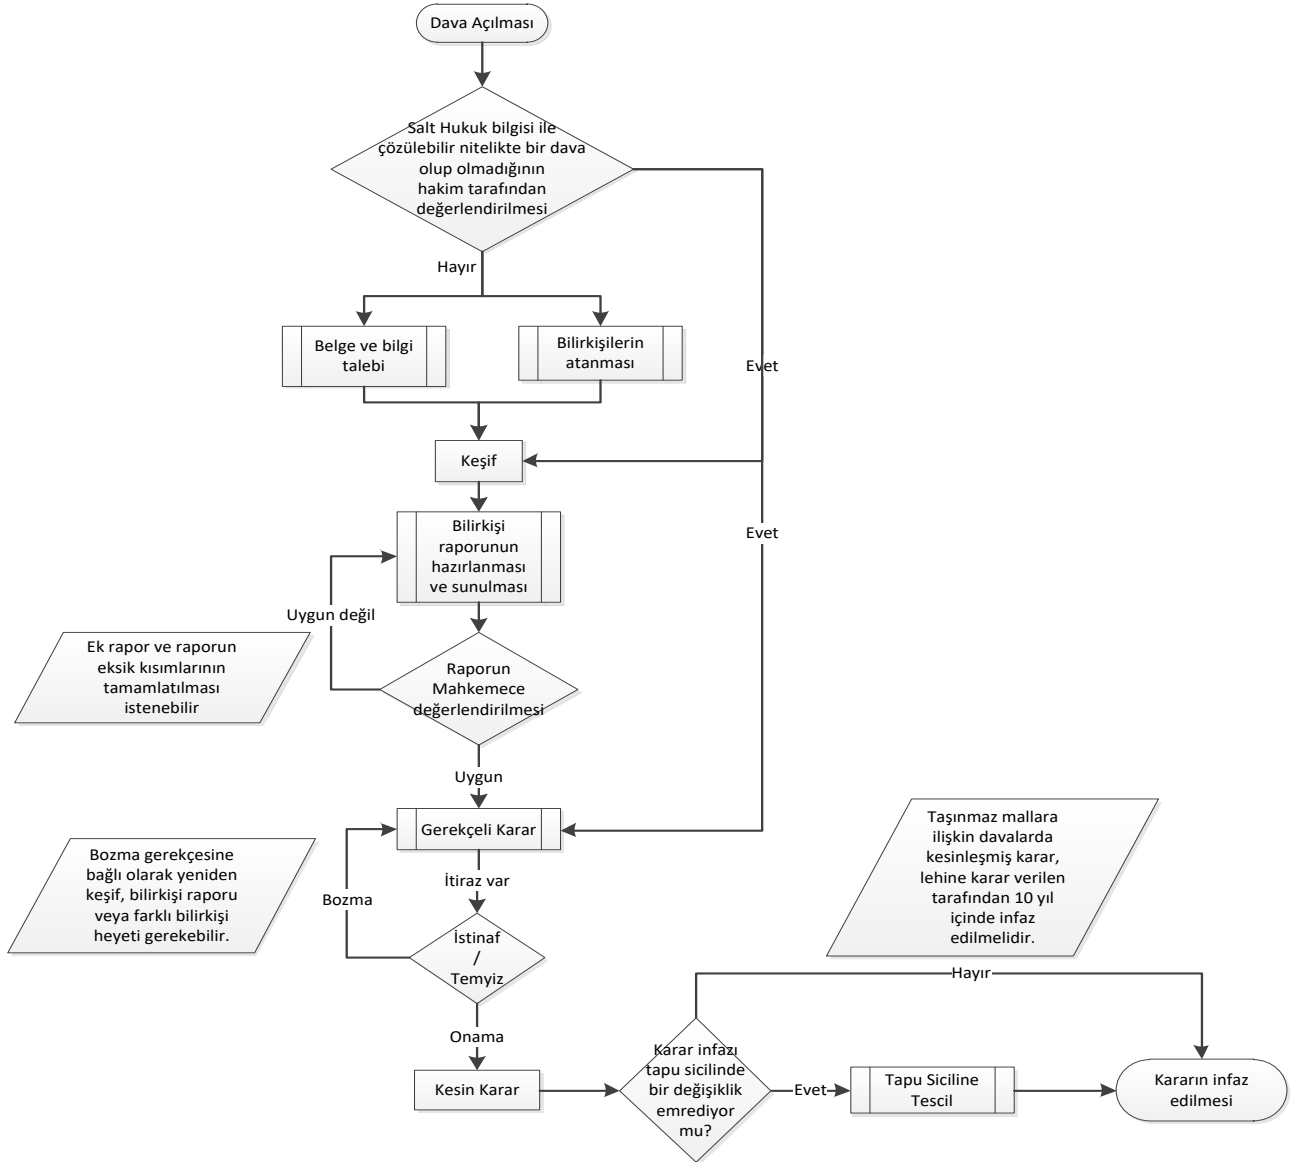 Dava Açılması
Salt Hukuk bilgisi ile
çözülebilir nitelikte bir dava
olup olmadığının
hakim tarafından
değerlendirilmesi
Hayır
Belge ve bilgi
talebi
Bilirkişilerin
atanması
Evet
Keşif
Evet
Bilirkişi
raporunun
hazırlanması
ve sunulması
Uygun değil
Ek rapor ve raporun
eksik kısımlarının
tamamlatılması
istenebilir
Raporun
Mahkemece
değerlendirilmesi
Uygun
Gerekçeli Karar
Taşınmaz mallara
ilişkin davalarda
kesinleşmiş karar,
lehine karar verilen
tarafından 10 yıl
içinde infaz
edilmelidir.
Bozma gerekçesine
bağlı olarak yeniden
keşif, bilirkişi raporu
veya farklı bilirkişi
heyeti gerekebilir.
Bozma
İtiraz var
İstinaf
/
Temyiz
Onama
Hayır
Kesin Karar
Karar infazı
tapu sicilinde
bir değişiklik
emrediyor
mu?
Evet
Tapu Siciline
Tescil
Kararın infaz
edilmesi